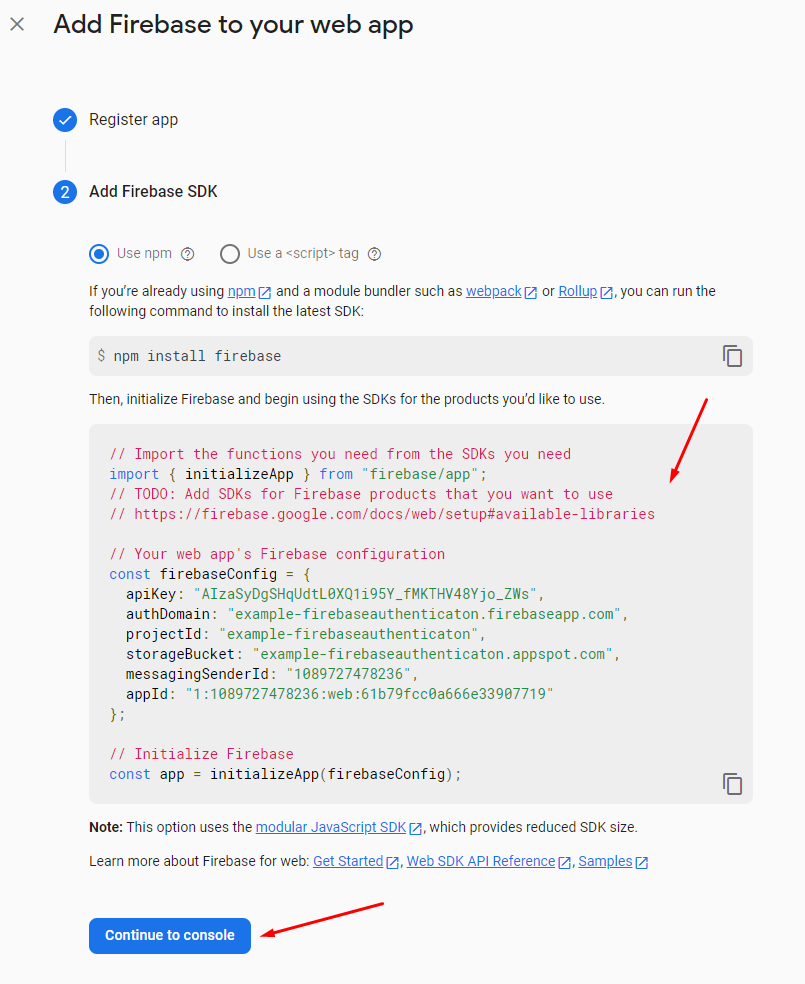 Add Firebase to your web app
Register app
2 Add Firebase SDK
Use npm Use a <script> tag
If you’re already using npm and a module bundler such as webpack or Rollup, you can run the
following command to install the latest SDK:
$ npm install firebase
Then, initialize Firebase and begin using the SDKs for the products you’d like to use.
// Import the functions you need from the SDKs you need
import { initializeApp } from "firebase/app";
// TODO: Add SDKs for Firebase products that you want to use
// https://firebase.google.com/docs/web/setup#available-libraries
// Your web app's Firebase configuration
const firebaseConfig = {
apiKey: "AIzaSyDgSHqUdtL0XQ1i95Y_fMKTHV48Yjo_ZWs",
authDomain: "example-firebaseauthenticaton.firebaseapp.com",
projectId: "example-firebaseauthenticaton",
storageBucket: "example-firebaseauthenticaton.appspot.com",
messagingSenderId: "1089727478236",
appId: "1:1089727478236:web:61b79fcc0a666e33907719"
};
// Initialize Firebase
const app = initializeApp(firebaseConfig);
Note: This option uses the modular JavaScript SDK, which provides reduced SDK size.
Learn more about Firebase for web: Get Started, Web SDK API Reference, Samples
Continue to console